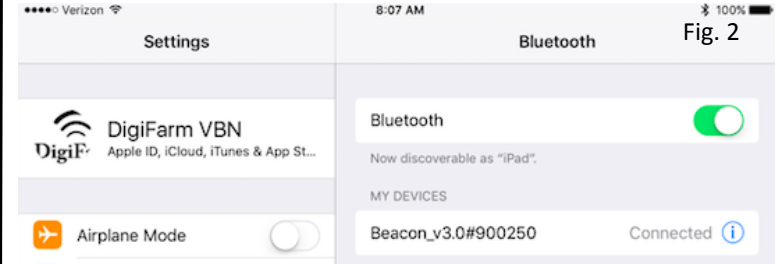 Verizon 8:07 AM 100%
Fig. 2
Settings
Bluetooth
DigiFarm VBN
Apple ID, iCloud, iTunes & App St...
DigiF
Airplane Mode
Bluetooth
Now discoverable as "iPad".
MY DEVICES
Beacon_v3.0#900250 Connected